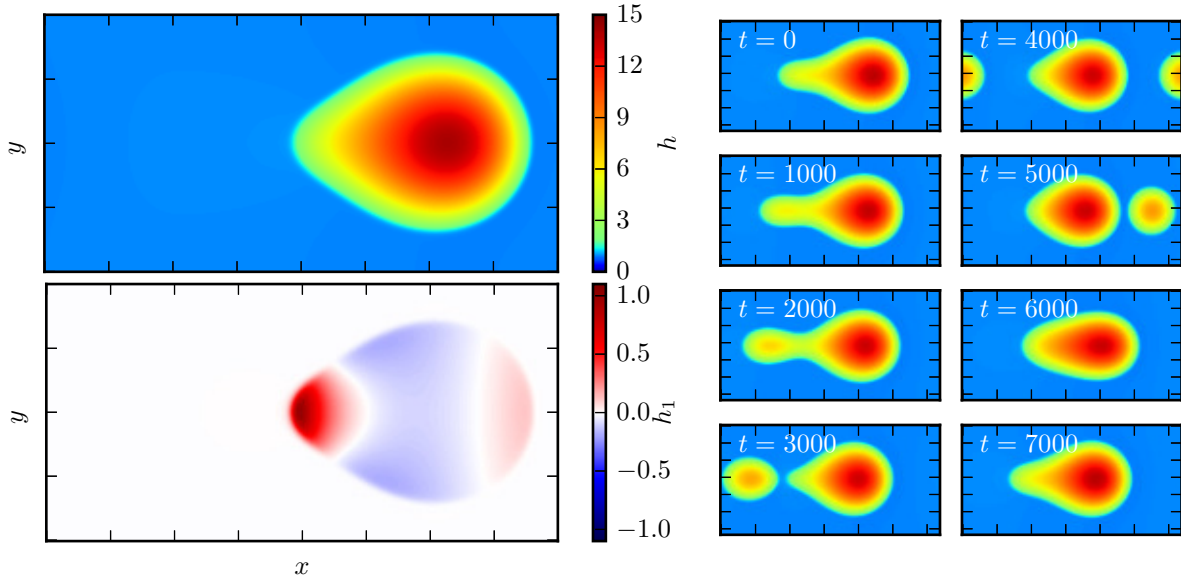 y
15
12
9
6
3
0
h
y
x
1.0
0.5
0.0
−0.5
−1.0
h₁
t = 0
t = 4000
t = 1000
t = 5000
t = 2000
t = 6000
t = 3000
t = 7000